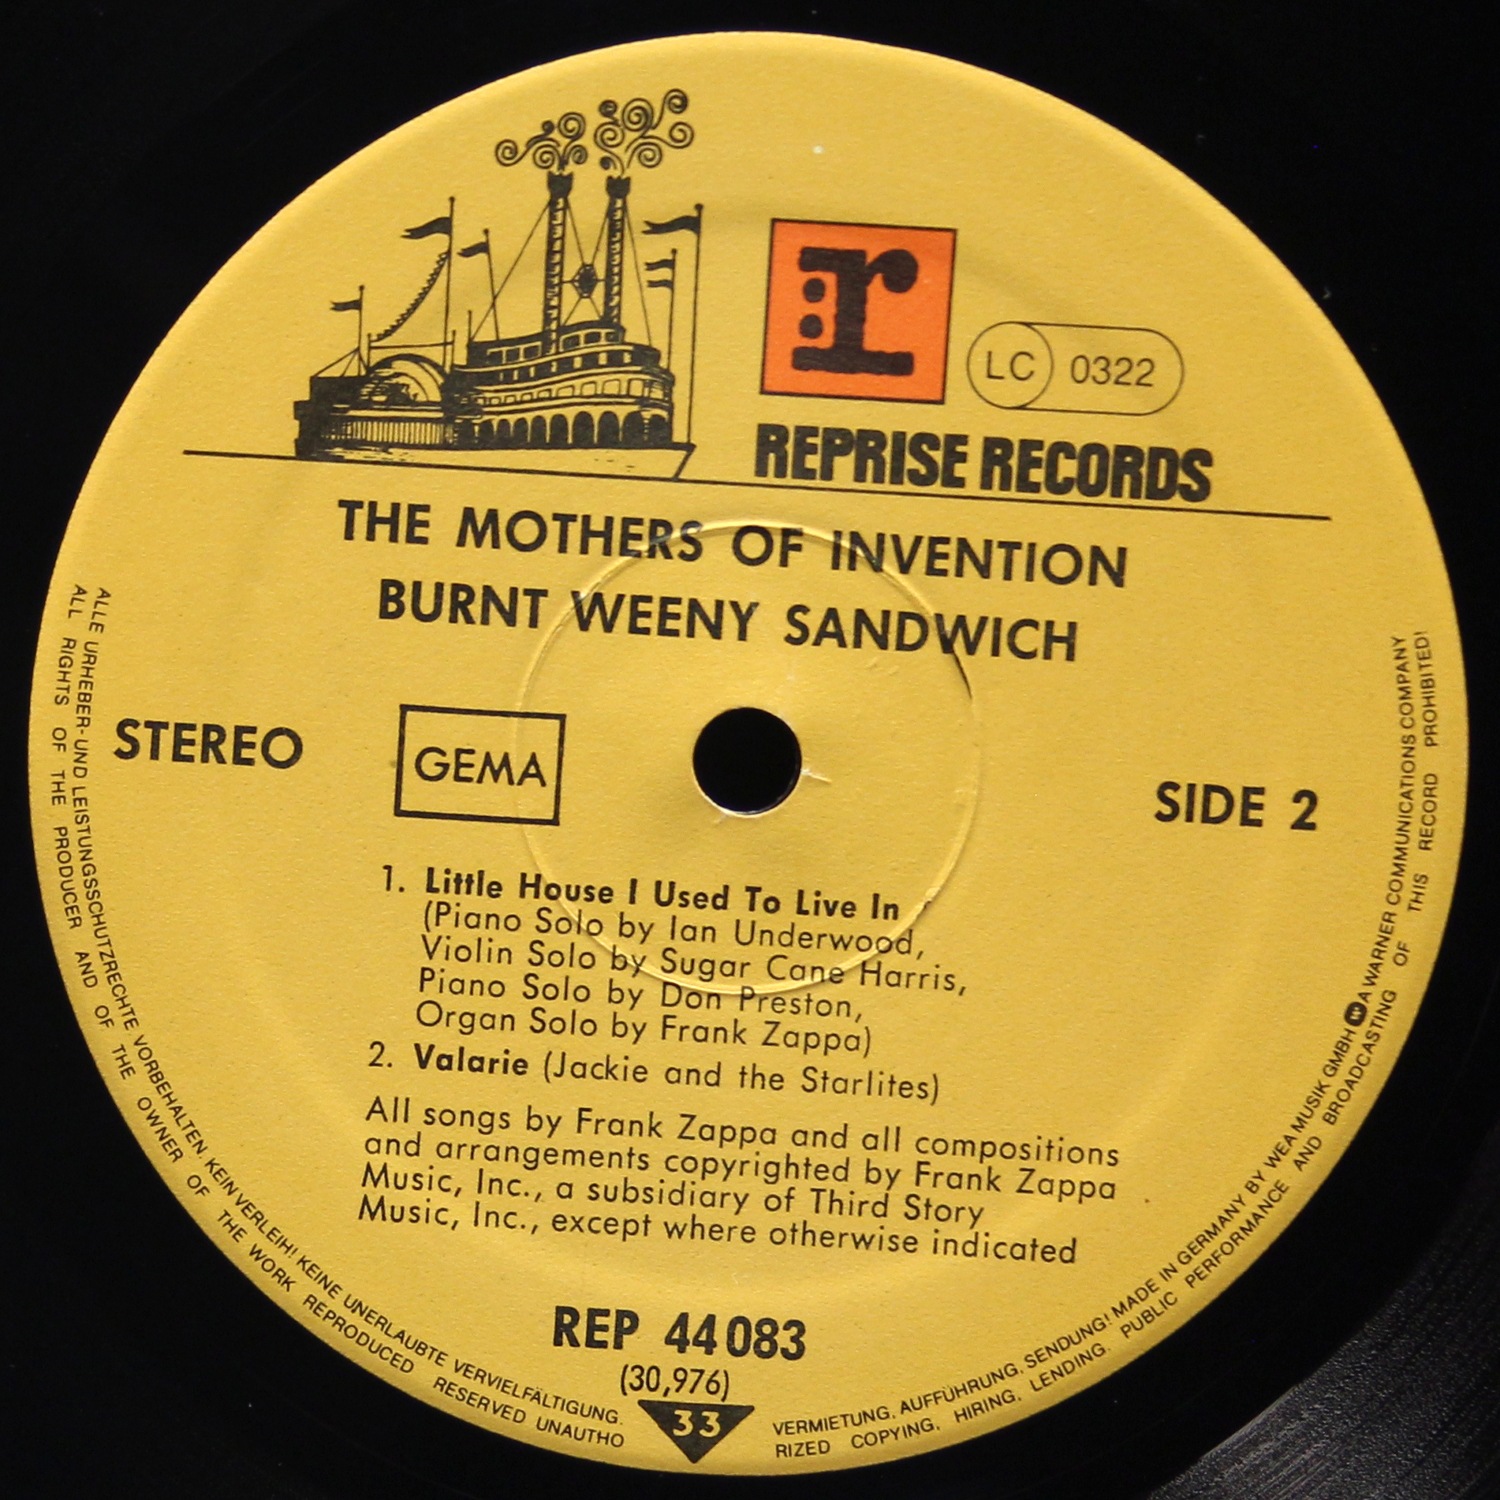 r
LC 0322
REPRISE RECORDS
THE MOTHERS OF INVENTION
BURNT WEENY SANDWICH
STEREO
GEMA
SIDE 2
1. Little House I Used To Live In
(Piano Solo by Ian Underwood,
Violin Solo by Sugar Cane Harris,
Piano Solo by Don Preston,
Organ Solo by Frank Zappa)
2. Valarie (Jackie and the Starlites)
All songs by Frank Zappa and all compositions
and arrangements copyrighted by Frank Zappa
Music, Inc., a subsidiary of Third Story
Music, Inc., except where otherwise indicated
REP 44 083
(30,976)
33
ALLE URHEBER- UND LEISTUNGSSCHUTZRECHTE VORBEHALTEN KEIN VERLEIH! KEINE UNERLAUBTE VERVIELFÄLTIGUNG. VERMIETUNG, AUFFÜHRUNG, SENDUNG! MADE IN GERMANY BY WEA MUSIK GMBH A WARNER COMMUNICATIONS COMPANY
ALL RIGHTS OF THE PRODUCER AND OF THE OWNER OF THE WORK REPRODUCED RESERVED UNAUTHO RIZED COPYING, HIRING, LENDING. PUBLIC PERFORMANCE AND BROADCASTING OF THIS RECORD PROHIBITED!